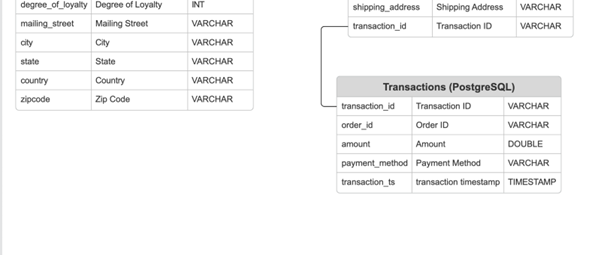 degree_of_loyalty Degree of Loyalty INT
mailing_street Mailing Street VARCHAR
city City VARCHAR
state State VARCHAR
country Country VARCHAR
zipcode Zip Code VARCHAR
shipping_address Shipping Address VARCHAR
transaction_id Transaction ID VARCHAR
Transactions (PostgreSQL)
transaction_id Transaction ID VARCHAR
order_id Order ID VARCHAR
amount Amount DOUBLE
payment_method Payment Method VARCHAR
transaction_ts transaction timestamp TIMESTAMP